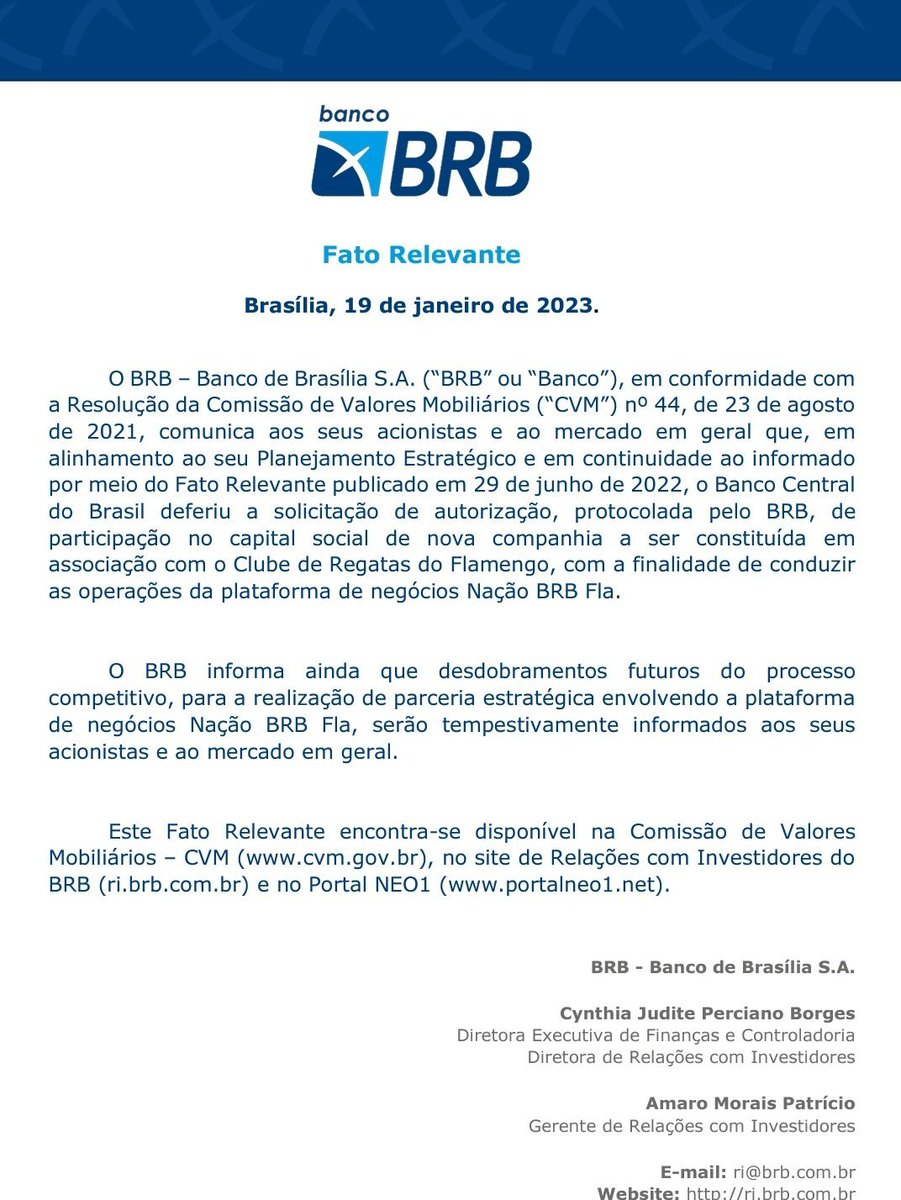 banco
BRB
Fato Relevante
Brasília, 19 de janeiro de 2023.
O BRB – Banco de Brasília S.A. (“BRB” ou “Banco”), em conformidade com
a Resolução da Comissão de Valores Mobiliários (“CVM”) nº 44, de 23 de agosto
de 2021, comunica aos seus acionistas e ao mercado em geral que, em
alinhamento ao seu Planejamento Estratégico e em continuidade ao informado
por meio do Fato Relevante publicado em 29 de junho de 2022, o Banco Central
do Brasil deferiu a solicitação de autorização, protocolada pelo BRB, de
participação no capital social de nova companhia a ser constituída em
associação com o Clube de Regatas do Flamengo, com a finalidade de conduzir
as operações da plataforma de negócios Nação BRB Fla.
O BRB informa ainda que desdobramentos futuros do processo
competitivo, para a realização de parceria estratégica envolvendo a plataforma
de negócios Nação BRB Fla, serão tempestivamente informados aos seus
acionistas e ao mercado em geral.
Este Fato Relevante encontra-se disponível na Comissão de Valores
Mobiliários – CVM (www.cvm.gov.br), no site de Relações com Investidores do
BRB (ri.brb.com.br) e no Portal NEO1 (www.portalneo1.net).
BRB - Banco de Brasília S.A.
Cynthia Judite Perciano Borges
Diretora Executiva de Finanças e Controladoria
Diretora de Relações com Investidores
Amaro Morais Patrício
Gerente de Relações com Investidores
E-mail: ri@brb.com.br
Website: http://ri.brb.com.br